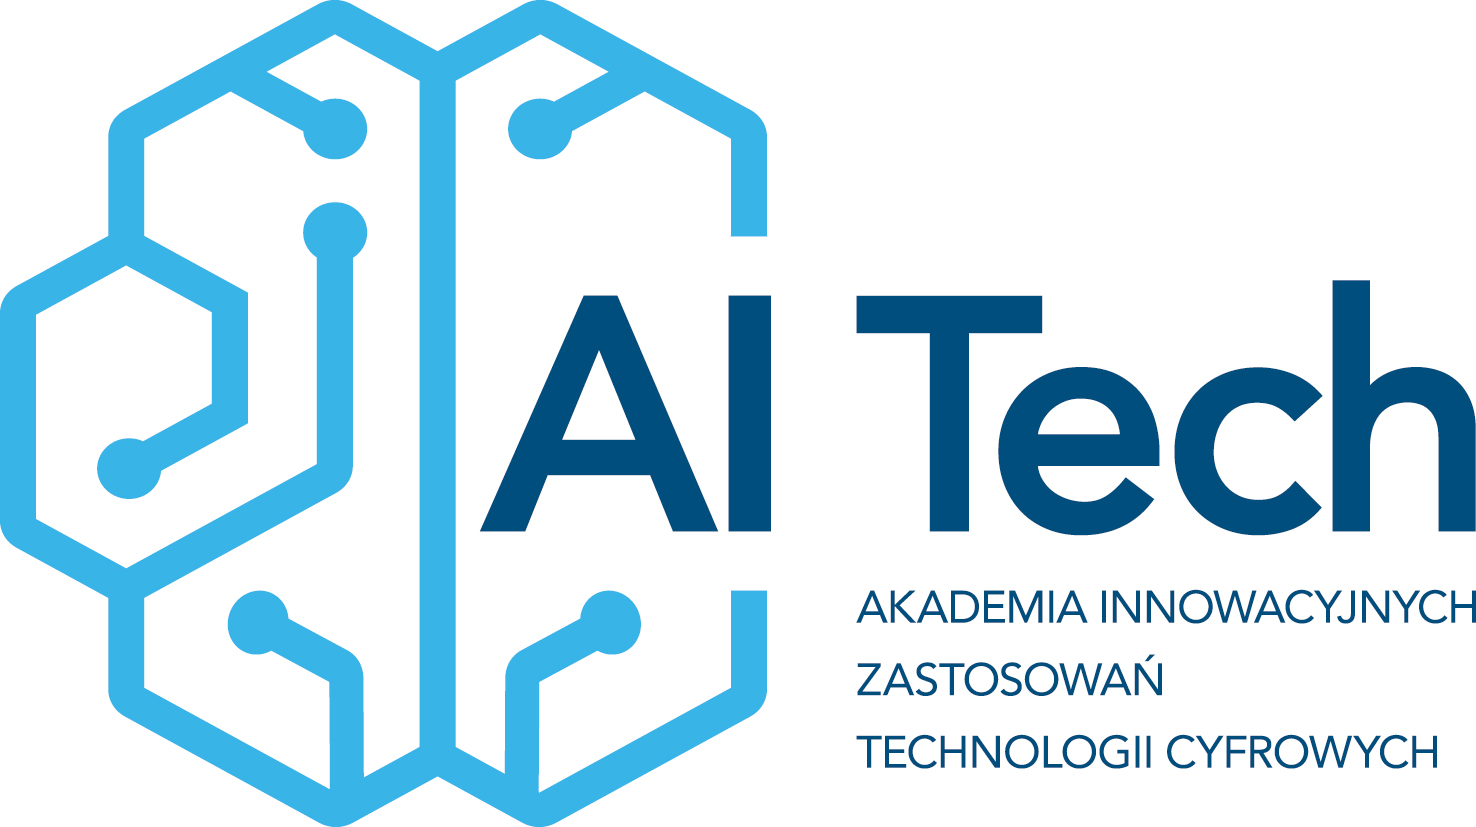 AI Tech
AKADEMIA INNOWACYJNYCH
ZASTOSOWAŃ
TECHNOLOGII CYFROWYCH